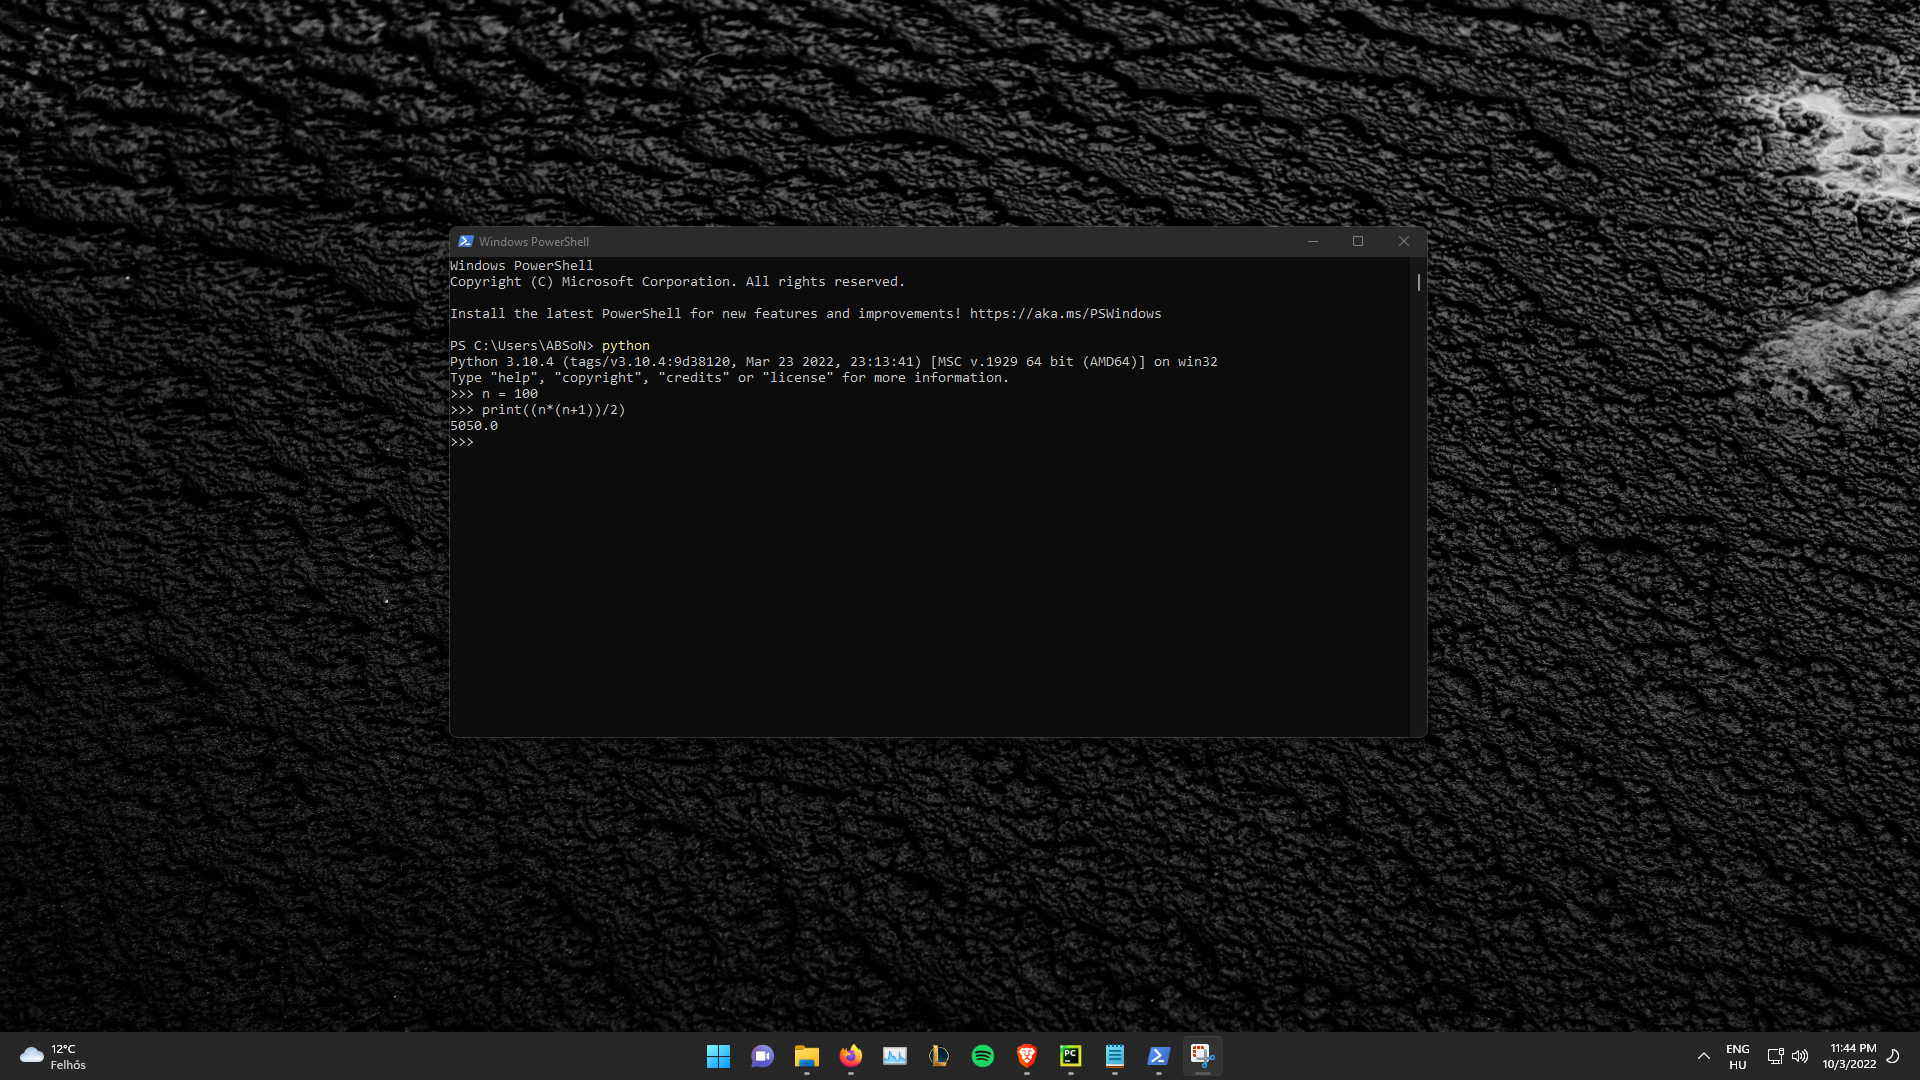 Windows PowerShell
Windows PowerShell
Copyright (C) Microsoft Corporation. All rights reserved.
Install the latest PowerShell for new features and improvements! https://aka.ms/PSWindows
PS C:\Users\ABSoN> python
Python 3.10.4 (tags/v3.10.4:9d38120, Mar 23 2022, 23:13:41) [MSC v.1929 64 bit (AMD64)] on win32
Type "help", "copyright", "credits" or "license" for more information.
>>> n = 100
>>> print((n*(n+1))/2)
5050.0
>>>
12°C
Felhős
PC
ENG
HU
11:44 PM
10/3/2022